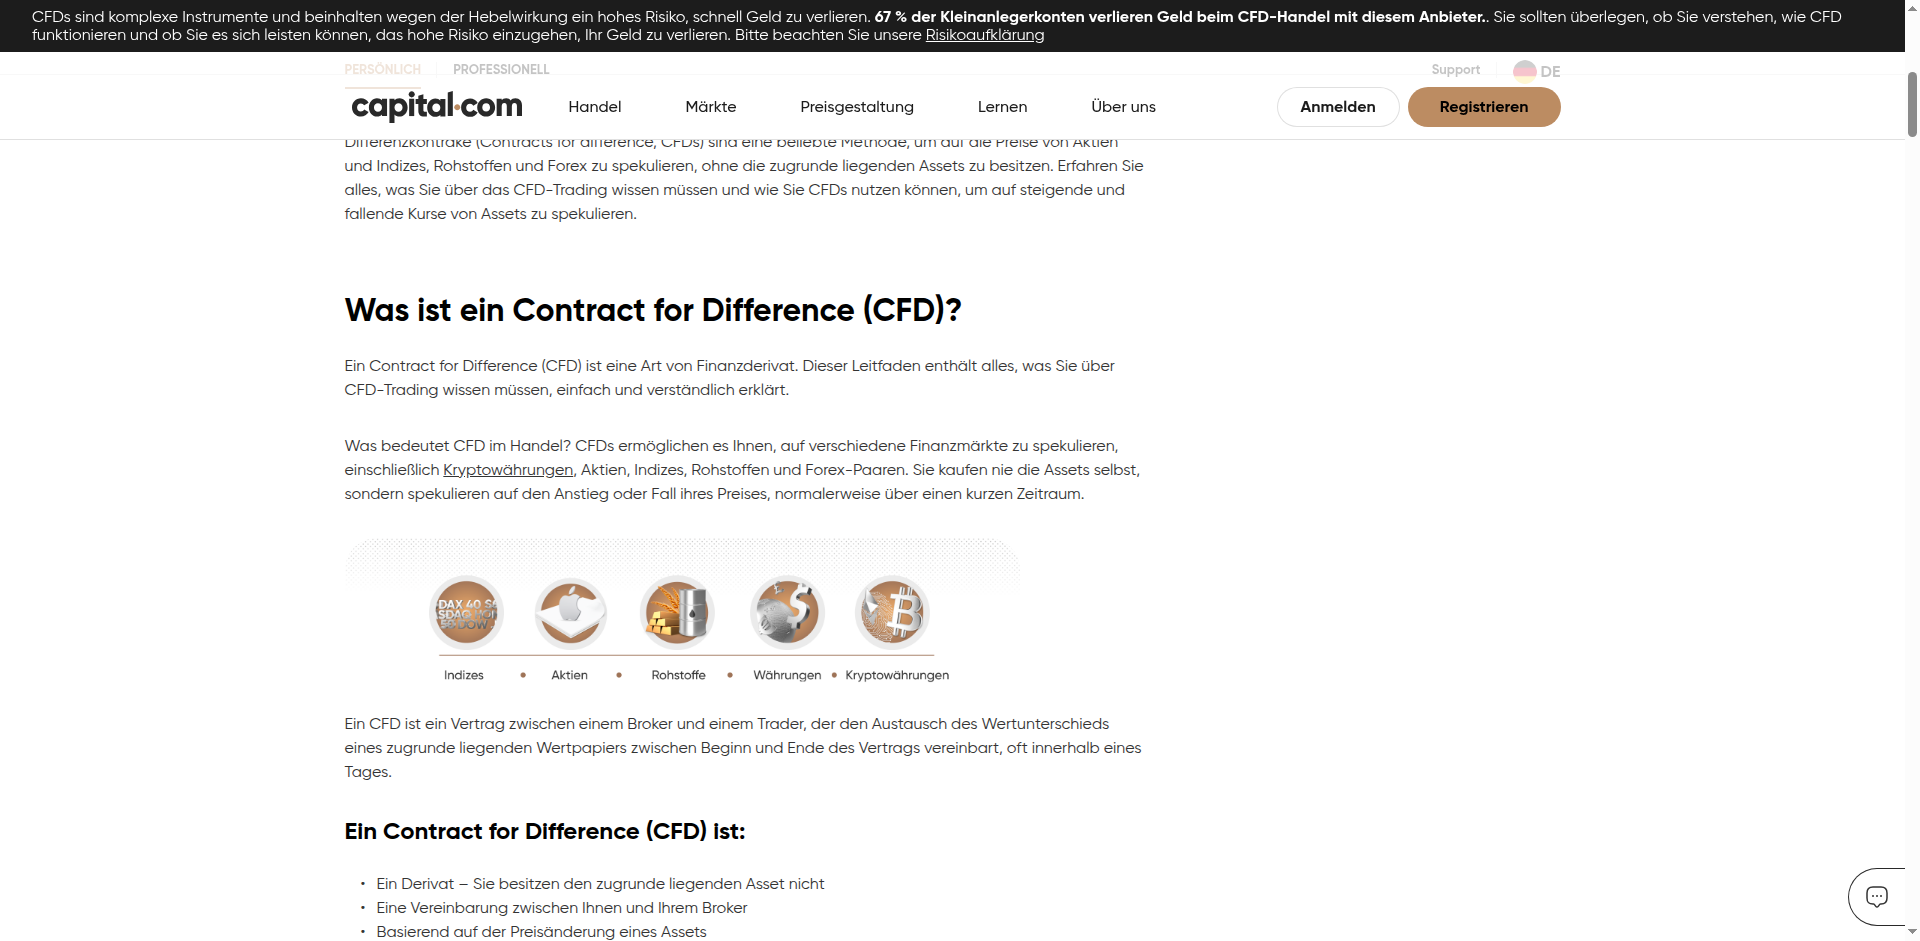 CFDs sind komplexe Instrumente und beinhalten wegen der Hebelwirkung ein hohes Risiko, schnell Geld zu verlieren. 67 % der Kleinanlegerkonten verlieren Geld beim CFD-Handel mit diesem Anbieter.. Sie sollten überlegen, ob Sie verstehen, wie CFD
funktionieren und ob Sie es sich leisten können, das hohe Risiko einzugehen, Ihr Geld zu verlieren. Bitte beachten Sie unsere Risikoaufklärung
PERSÖNLICH PROFESSIONELL Support DE
capital.com Handel Märkte Preisgestaltung Lernen Über uns Anmelden Registrieren
Differenzkontrakte (Contracts for difference, CFDs) sind eine beliebte Methode, um auf die Preise von Aktien
und Indizes, Rohstoffen und Forex zu spekulieren, ohne die zugrunde liegenden Assets zu besitzen. Erfahren Sie
alles, was Sie über das CFD-Trading wissen müssen und wie Sie CFDs nutzen können, um auf steigende und
fallende Kurse von Assets zu spekulieren.
Was ist ein Contract for Difference (CFD)?
Ein Contract for Difference (CFD) ist eine Art von Finanzderivat. Dieser Leitfaden enthält alles, was Sie über
CFD-Trading wissen müssen, einfach und verständlich erklärt.
Was bedeutet CFD im Handel? CFDs ermöglichen es Ihnen, auf verschiedene Finanzmärkte zu spekulieren,
einschließlich Kryptowährungen, Aktien, Indizes, Rohstoffen und Forex-Paaren. Sie kaufen nie die Assets selbst,
sondern spekulieren auf den Anstieg oder Fall ihres Preises, normalerweise über einen kurzen Zeitraum.
DAX 40
Indizes • Aktien • Rohstoffe • Währungen • Kryptowährungen
Ein CFD ist ein Vertrag zwischen einem Broker und einem Trader, der den Austausch des Wertunterschieds
eines zugrunde liegenden Wertpapiers zwischen Beginn und Ende des Vertrags vereinbart, oft innerhalb eines
Tages.
Ein Contract for Difference (CFD) ist:
• Ein Derivat – Sie besitzen den zugrunde liegenden Asset nicht
• Eine Vereinbarung zwischen Ihnen und Ihrem Broker
• Basierend auf der Preisänderung eines Assets